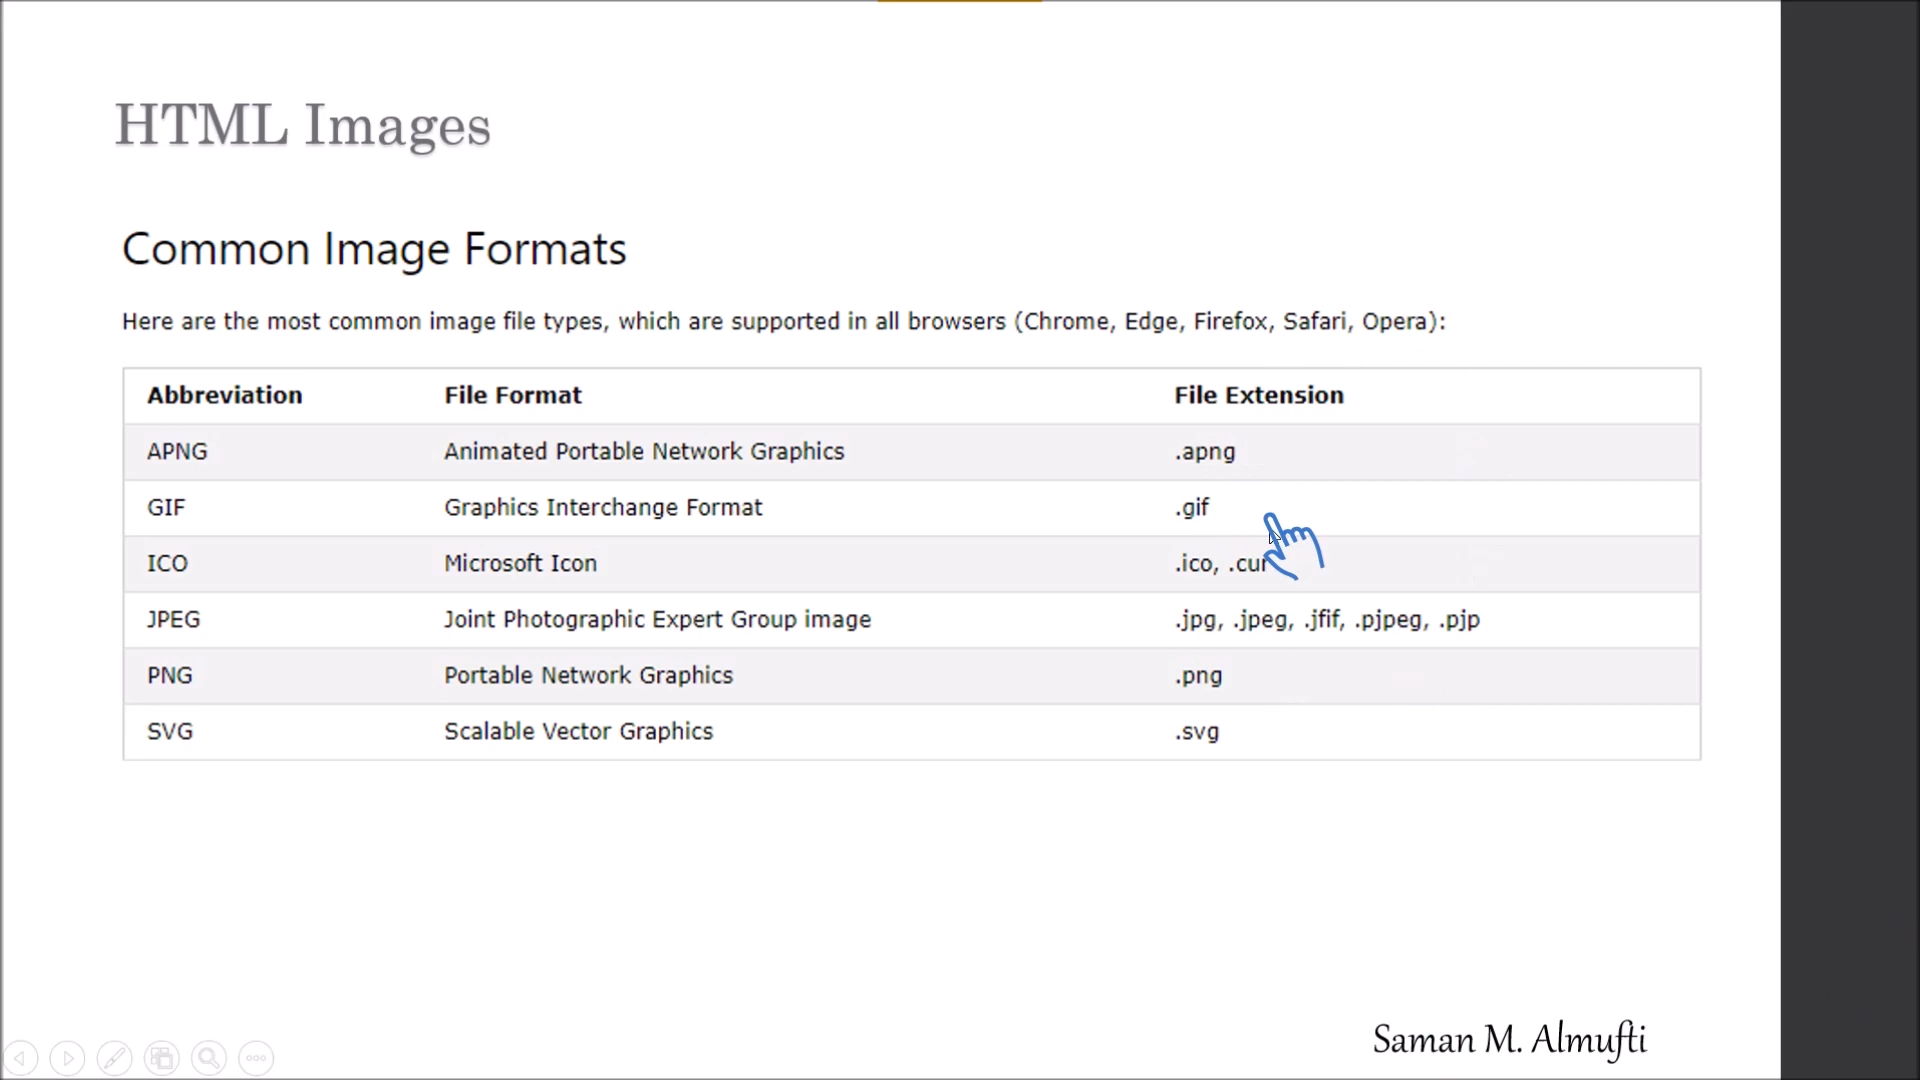 HTML Images
Common Image Formats
Here are the most common image file types, which are supported in all browsers (Chrome, Edge, Firefox, Safari, Opera):
Abbreviation File Format File Extension
APNG Animated Portable Network Graphics .apng
GIF Graphics Interchange Format .gif
ICO Microsoft Icon .ico, .cur
JPEG Joint Photographic Expert Group image .jpg, .jpeg, .jfif, .pjpeg, .pjp
PNG Portable Network Graphics .png
SVG Scalable Vector Graphics .svg
Saman M. Almufti